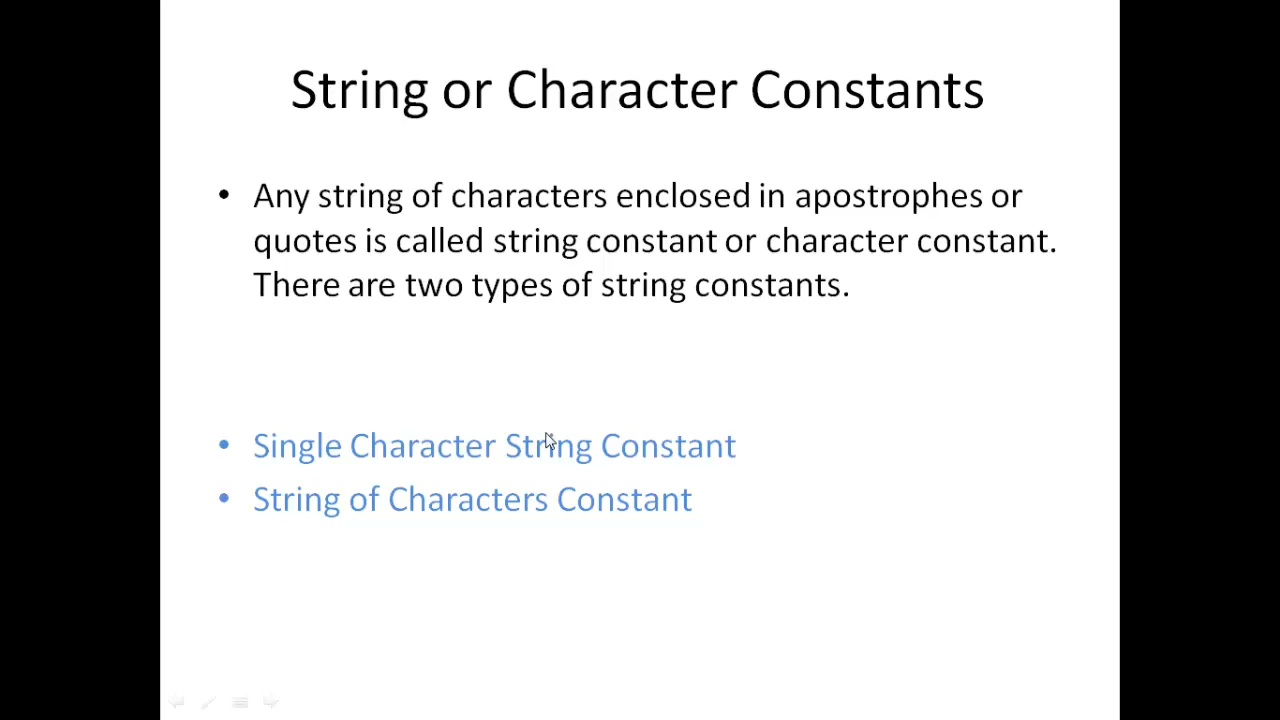 String or Character Constants
• Any string of characters enclosed in apostrophes or
quotes is called string constant or character constant.
There are two types of string constants.
• Single Character String Constant
• String of Characters Constant